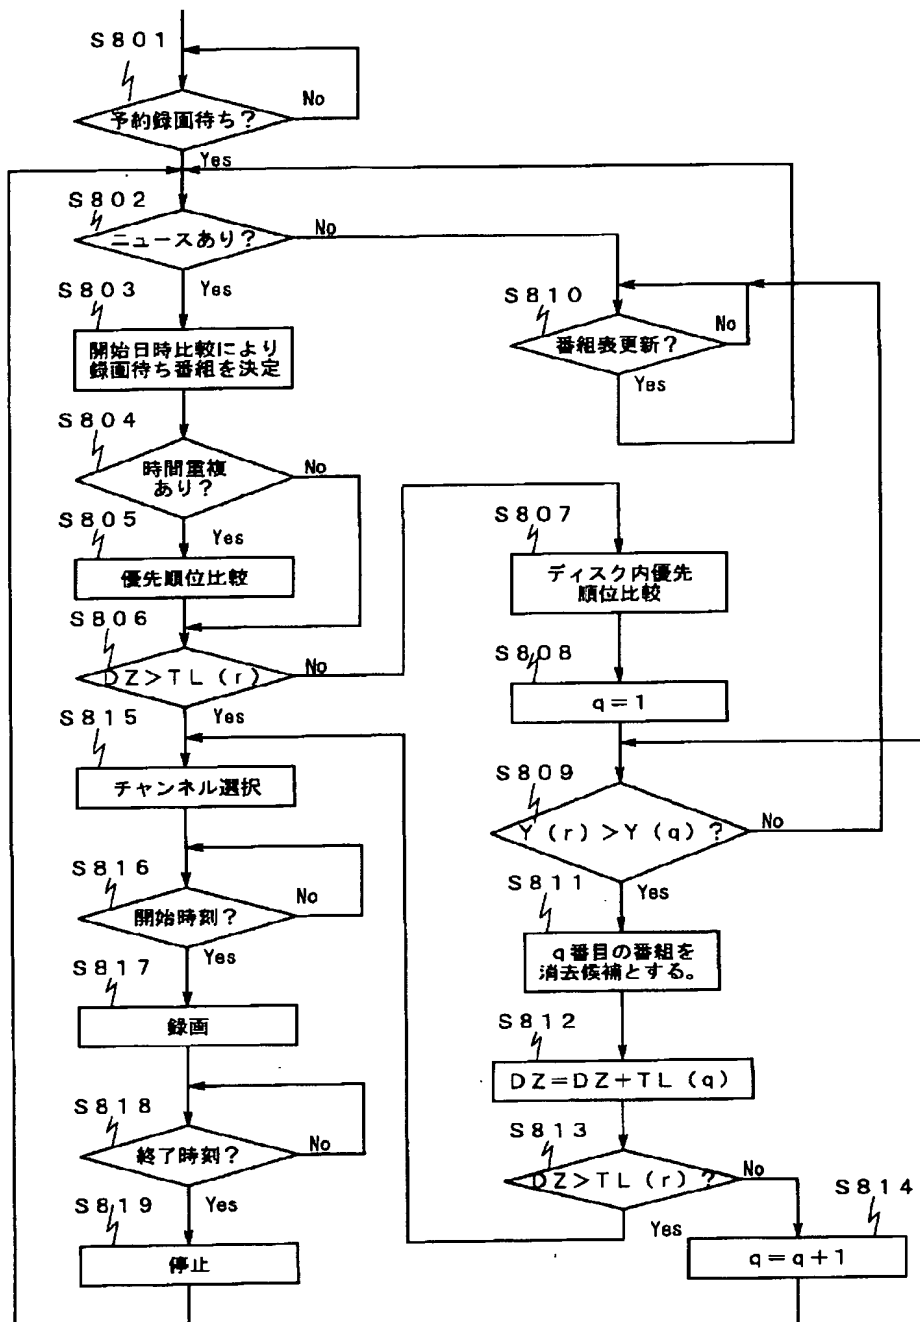 Ｓ８０１
予約録画待ち？
No
Yes
Ｓ８０２
ニュースあり？
No
Yes
Ｓ８０３
開始日時比較により
録画待ち番組を決定
Ｓ８０４
時間重複
あり？
No
Yes
Ｓ８０５
優先順位比較
Ｓ８０６
ＤＺ＞ＴＬ（ｒ）
No
Yes
Ｓ８１５
チャンネル選択
Ｓ８１６
開始時刻？
No
Yes
Ｓ８１７
録画
Ｓ８１８
終了時刻？
No
Yes
Ｓ８１９
停止
Ｓ８１０
番組表更新？
No
Yes
Ｓ８０７
ディスク内優先
順位比較
Ｓ８０８
ｑ＝１
Ｓ８０９
Ｙ（ｒ）＞Ｙ（ｑ）？
No
Yes
Ｓ８１１
ｑ番目の番組を
消去候補とする。
Ｓ８１２
ＤＺ＝ＤＺ＋ＴＬ（ｑ）
Ｓ８１３
ＤＺ＞ＴＬ（ｒ）？
No
Yes
Ｓ８１４
ｑ＝ｑ＋１